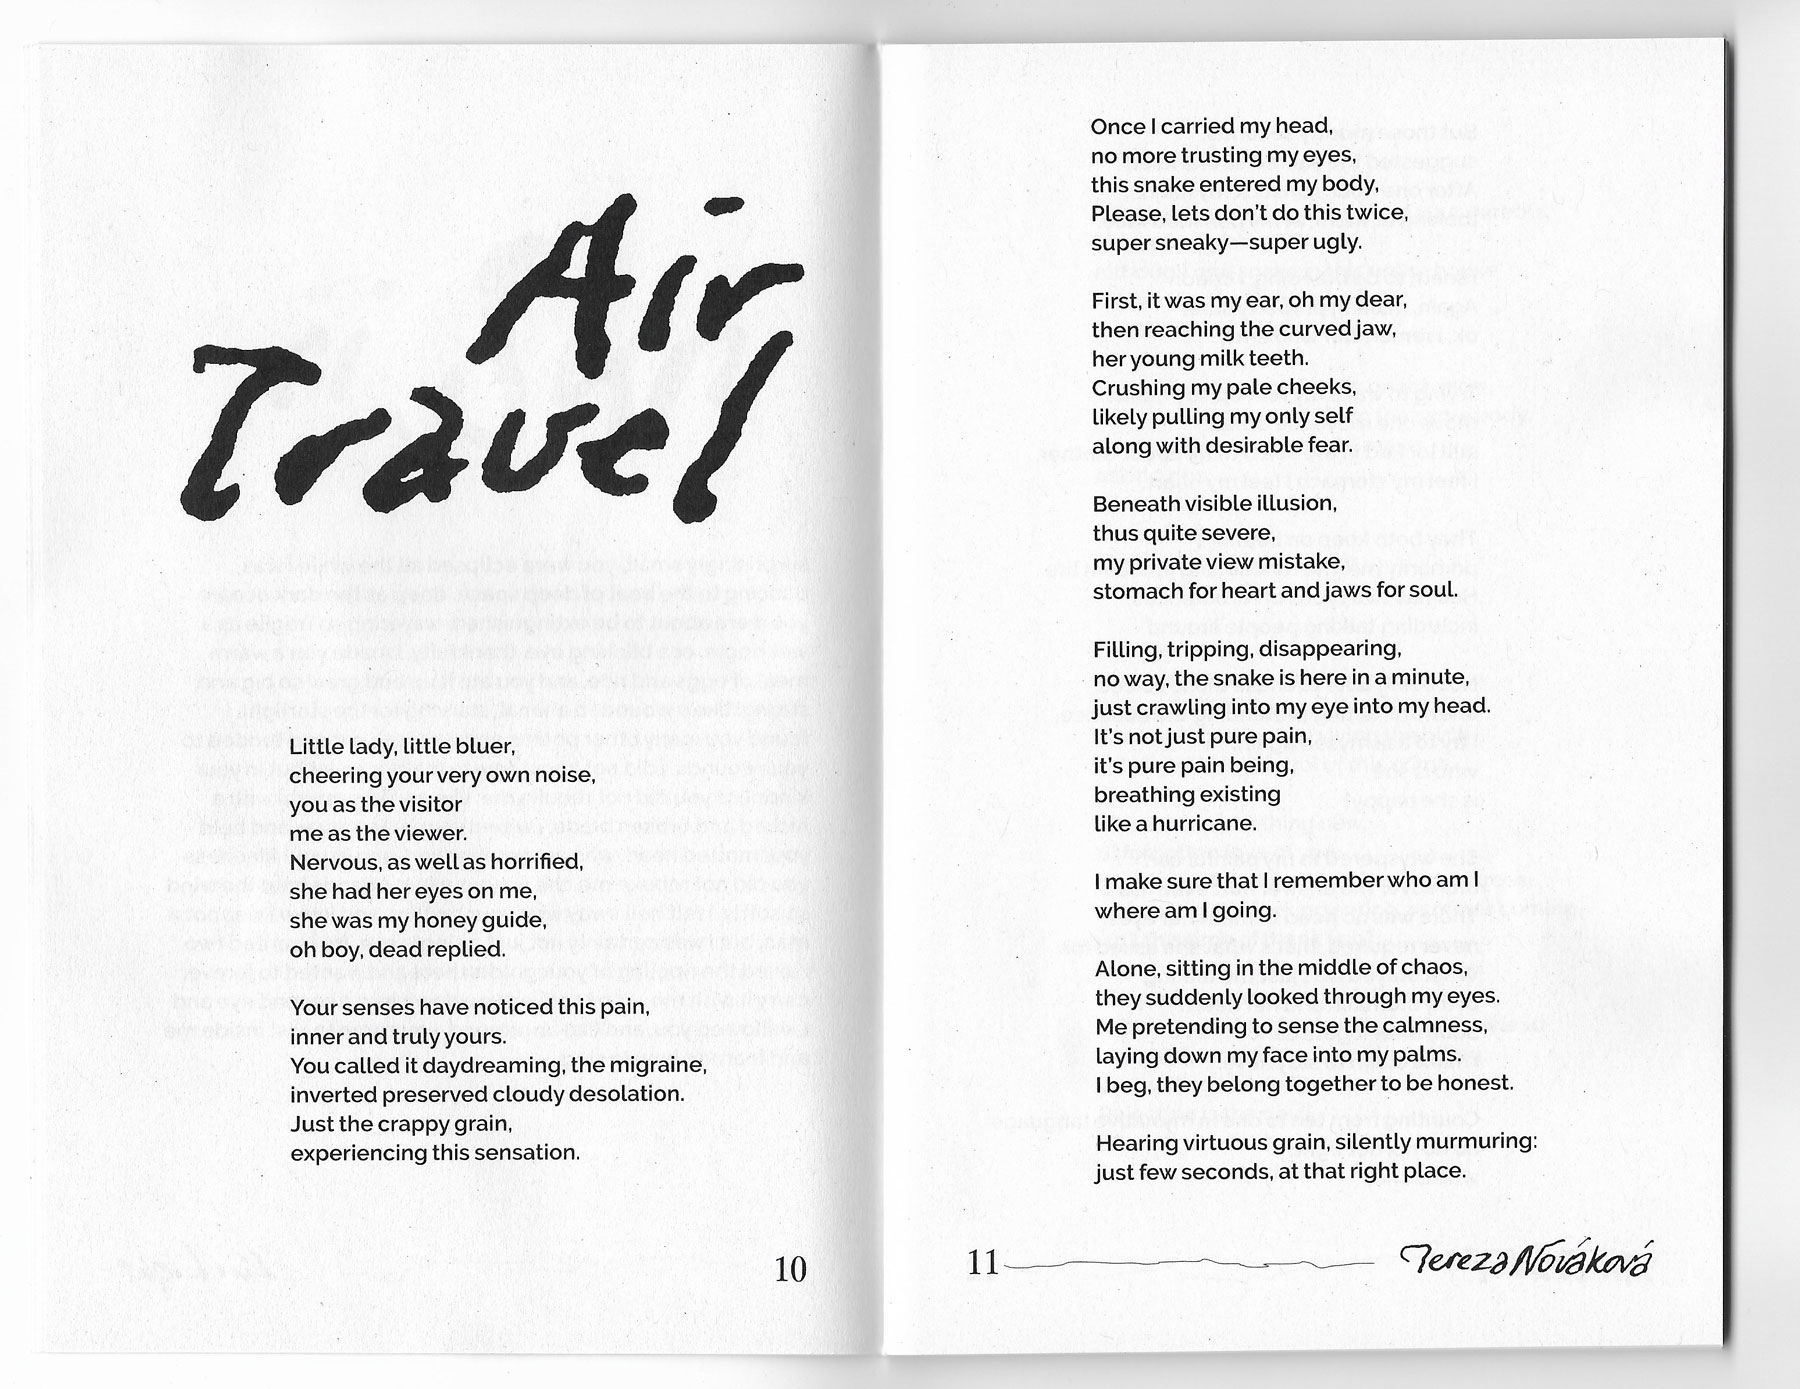 Air
Travel
Little lady, little bluer,
cheering your very own noise,
you as the visitor
me as the viewer.
Nervous, as well as horrified,
she had her eyes on me,
she was my honey guide,
oh boy, dead replied.
Your senses have noticed this pain,
inner and truly yours.
You called it daydreaming, the migraine,
inverted preserved cloudy desolation.
Just the crappy grain,
experiencing this sensation.
10
Once I carried my head,
no more trusting my eyes,
this snake entered my body,
Please, lets don’t do this twice,
super sneaky—super ugly.
First, it was my ear, oh my dear,
then reaching the curved jaw,
her young milk teeth.
Crushing my pale cheeks,
likely pulling my only self
along with desirable fear.
Beneath visible illusion,
thus quite severe,
my private view mistake,
stomach for heart and jaws for soul.
Filling, tripping, disappearing,
no way, the snake is here in a minute,
just crawling into my eye into my head.
It’s not just pure pain,
it’s pure pain being,
breathing existing
like a hurricane.
I make sure that I remember who am I
where am I going.
Alone, sitting in the middle of chaos,
they suddenly looked through my eyes.
Me pretending to sense the calmness,
laying down my face into my palms.
I beg, they belong together to be honest.
Hearing virtuous grain, silently murmuring:
just few seconds, at that right place.
11 Tereza Nováková